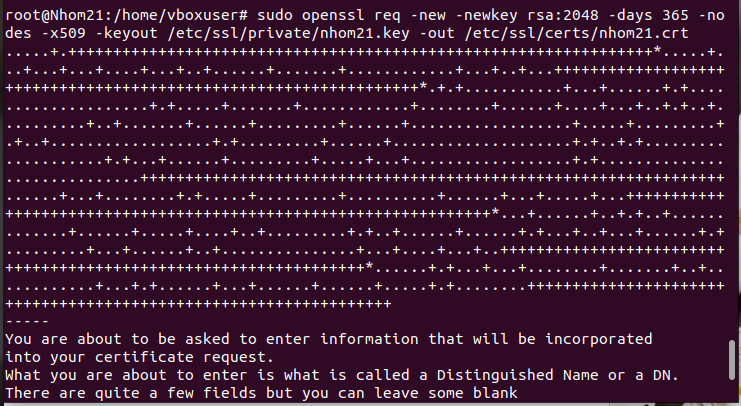 root@Nhom21:/home/vboxuser# sudo openssl req -new -newkey rsa:2048 -days 365 -no
des -x509 -keyout /etc/ssl/private/nhom21.key -out /etc/ssl/certs/nhom21.crt
.....+.+++++++++++++++++++++++++++++++++++++++++++++++++++++++++++++++++*.....+.
..+...+...+....+...+..+......+.......+............+...+..+...+++++++++++++++++++
++++++++++++++++++++++++++++++++++++++++++++++*.+.+...........+...+......+.+....
................+.+.....+.......+.............+........+......+....+...+..+.+..+.
.........+..+.......+......+.........+......+..................+.....+.........+
.+..+..................+.+.........+......+....................+.+..+.+.........
...........+.+...+......+.........+.....+...+..................+.+..............
...............+++++++++++++++++++++++++++++++++++++++++++++++++++++++++++++++++
......+...+........+.+.....+.........+..........+......+...+.....+...+++++++++++
++++++++++++++++++++++++++++++++++++++++++++++++++++++*...+......+..+.+..+......
.......+......+.....+....+..+.........+.+..+......+......+.+...+..+...+......+.+
.........+...+......+..+...............+...+....+...+..+++++++++++++++++++++++++
++++++++++++++++++++++++++++++++++++++++*......+.+...+...+........+.......+..+..
..........+...+.+......+...+......+......+.....+.+........++++++++++++++++++++++
+++++++++++++++++++++++++++++++++++++++++++
-----
You are about to be asked to enter information that will be incorporated
into your certificate request.
What you are about to enter is what is called a Distinguished Name or a DN.
There are quite a few fields but you can leave some blank